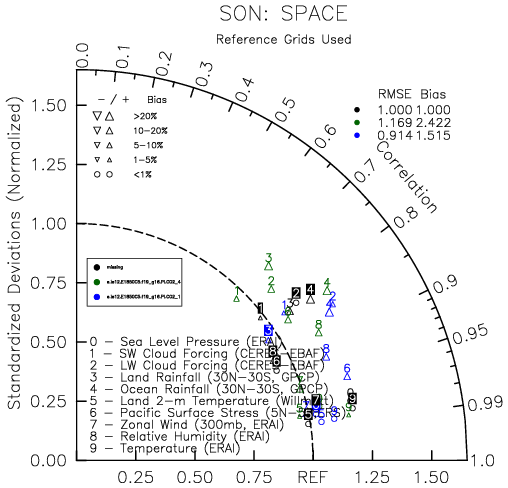 SON: SPACE
Reference Grids Used
0.0 0.1 0.2 0.3 0.4 0.5 0.6 0.7 0.8 0.9 0.95 0.99 1.0
Correlation
RMSE Bias
1.000 1.000
1.169 2.422
0.914 1.515
− / + Bias
>20%
10−20%
5−10%
1−5%
<1%
Standardized Deviations (Normalized)
1.50
1.25
1.00
0.75
0.50
0.25
0.00
missing
0 − Sea Level Pressure (ERAI)
1 − SW Cloud Forcing (CERES−EBAF)
2 − LW Cloud Forcing (CERES−EBAF)
3 − Land Rainfall (30N−30S, GPCP)
4 − Ocean Rainfall (30N−30S, GPCP)
5 − Land 2−m Temperature (Willmott)
6 − Pacific Surface Stress (5N−5S,ERS)
7 − Zonal Wind (300mb, ERAI)
8 − Relative Humidity (ERAI)
9 − Temperature (ERAI)
0.25 0.50 0.75 REF 1.25 1.50